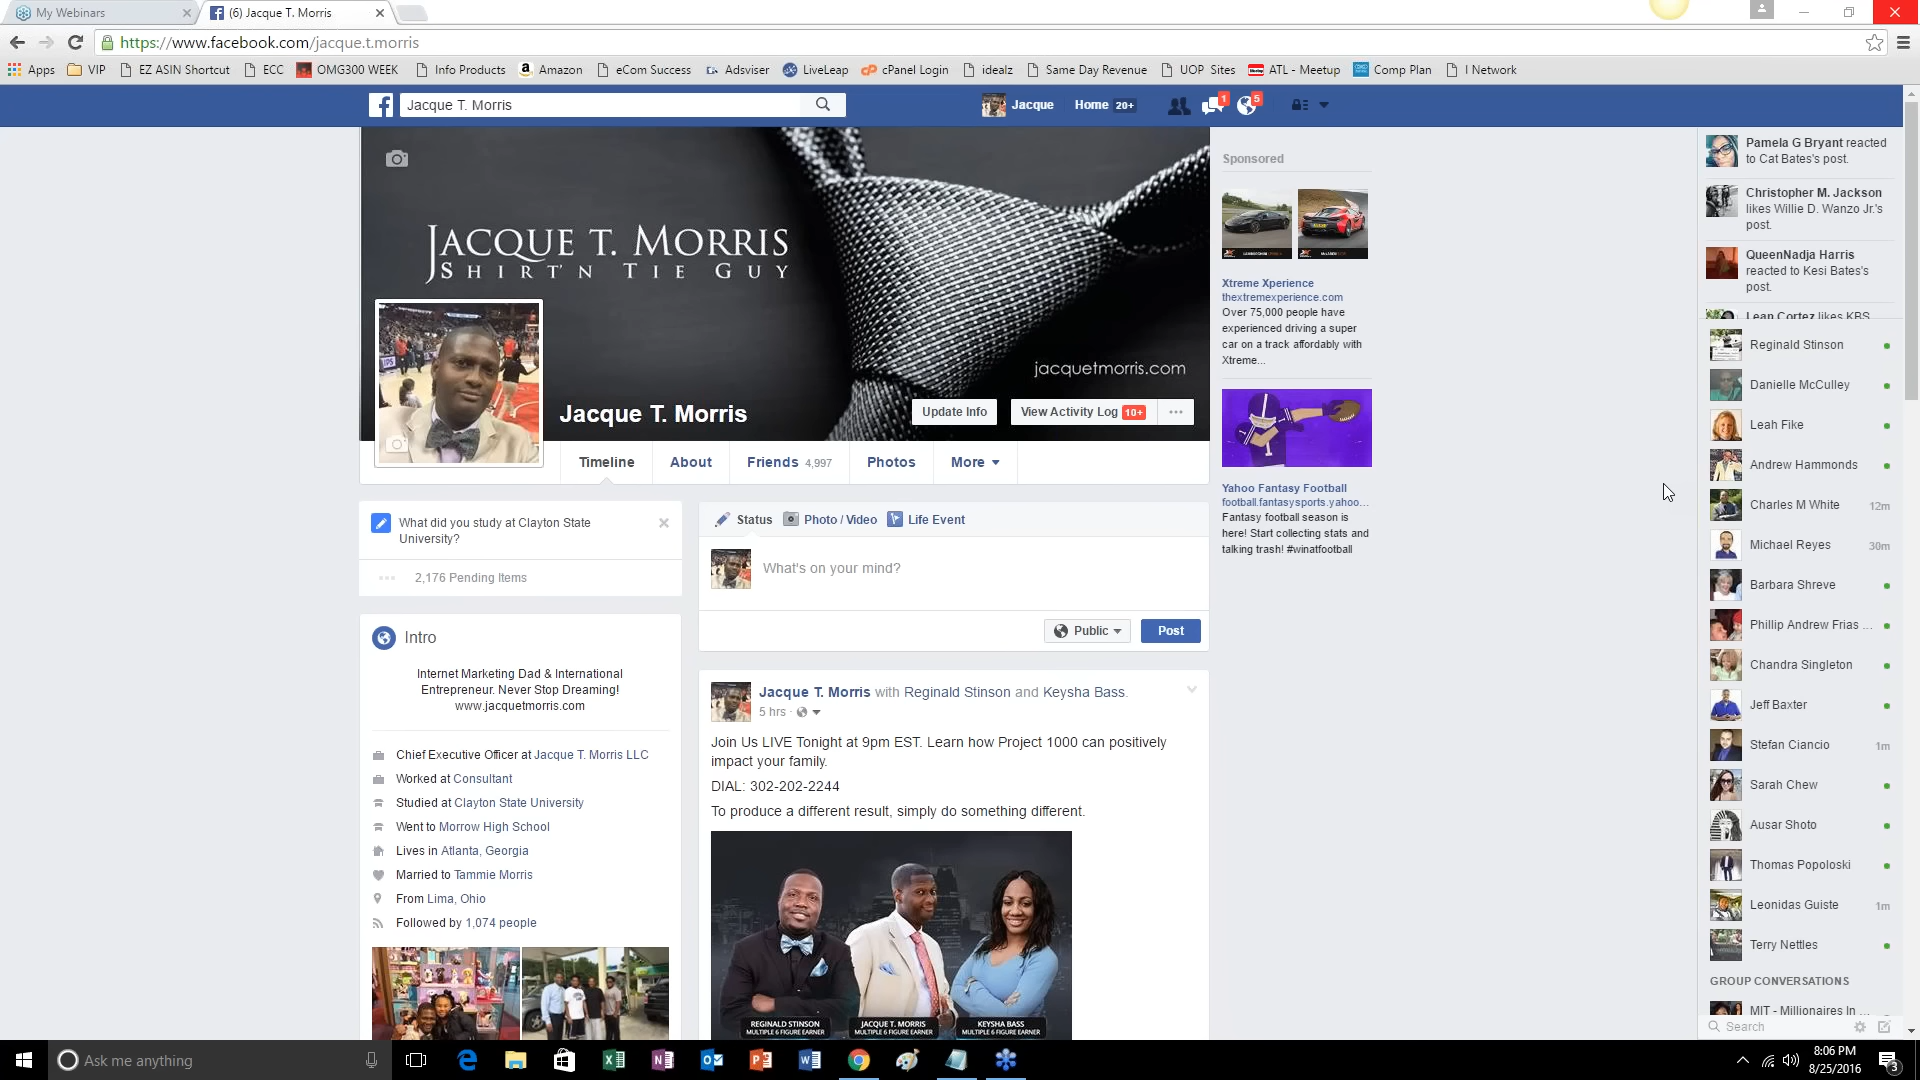 My Webinars
(6) Jacque T. Morris
https://www.facebook.com/jacque.t.morris
Apps
VIP
EZ ASIN Shortcut
ECC
OMG300 WEEK
Info Products
Amazon
eCom Success
Adsviser
LiveLeap
cPanel Login
idealz
Same Day Revenue
UOP Sites
ATL - Meetup
Comp Plan
I Network
Jacque T. Morris
Jacque
Home 20+
1
5
JACQUE T. MORRIS
SHIRT'N TIE GUY
jacquetmorris.com
Jacque T. Morris
Update Info
View Activity Log 10+
Timeline
About
Friends 4,997
Photos
More
What did you study at Clayton State
University?
2,176 Pending Items
Intro
Internet Marketing Dad & International
Entrepreneur. Never Stop Dreaming!
www.jacquetmorris.com
Chief Executive Officer at Jacque T. Morris LLC
Worked at Consultant
Studied at Clayton State University
Went to Morrow High School
Lives in Atlanta, Georgia
Married to Tammie Morris
From Lima, Ohio
Followed by 1,074 people
Status
Photo / Video
Life Event
What's on your mind?
Public
Post
Jacque T. Morris with Reginald Stinson and Keysha Bass.
5 hrs ·
Join Us LIVE Tonight at 9pm EST. Learn how Project 1000 can positively
impact your family.
DIAL: 302-202-2244
To produce a different result, simply do something different.
REGINALD STINSON
MULTIPLE 6 FIGURE EARNER
JACQUE T. MORRIS
MULTIPLE 6 FIGURE EARNER
KEYSHA BASS
MULTIPLE 6 FIGURE EARNER
Sponsored
Xtreme Xperience
thextremexperience.com
Over 75,000 people have
experienced driving a super
car on a track affordably with
Xtreme...
1
Yahoo Fantasy Football
football.fantasysports.yahoo...
Fantasy football season is
here! Start collecting stats and
talking trash! #winatfootball
Pamela G Bryant reacted
to Cat Bates's post.
Christopher M. Jackson
likes Willie D. Wanzo Jr.'s
post.
QueenNadja Harris
reacted to Kesi Bates's
post.
Lean Cortez likes KBS
Reginald Stinson
Danielle McCulley
Leah Fike
Andrew Hammonds
Charles M White 12m
Michael Reyes 30m
Barbara Shreve
Phillip Andrew Frias ...
Chandra Singleton
Jeff Baxter
Stefan Ciancio 1m
Sarah Chew
Ausar Shoto
Thomas Popoloski
Leonidas Guiste 1m
Terry Nettles
GROUP CONVERSATIONS
MIT - Millionaires In ...
Search
Ask me anything
8:06 PM
8/25/2016
3